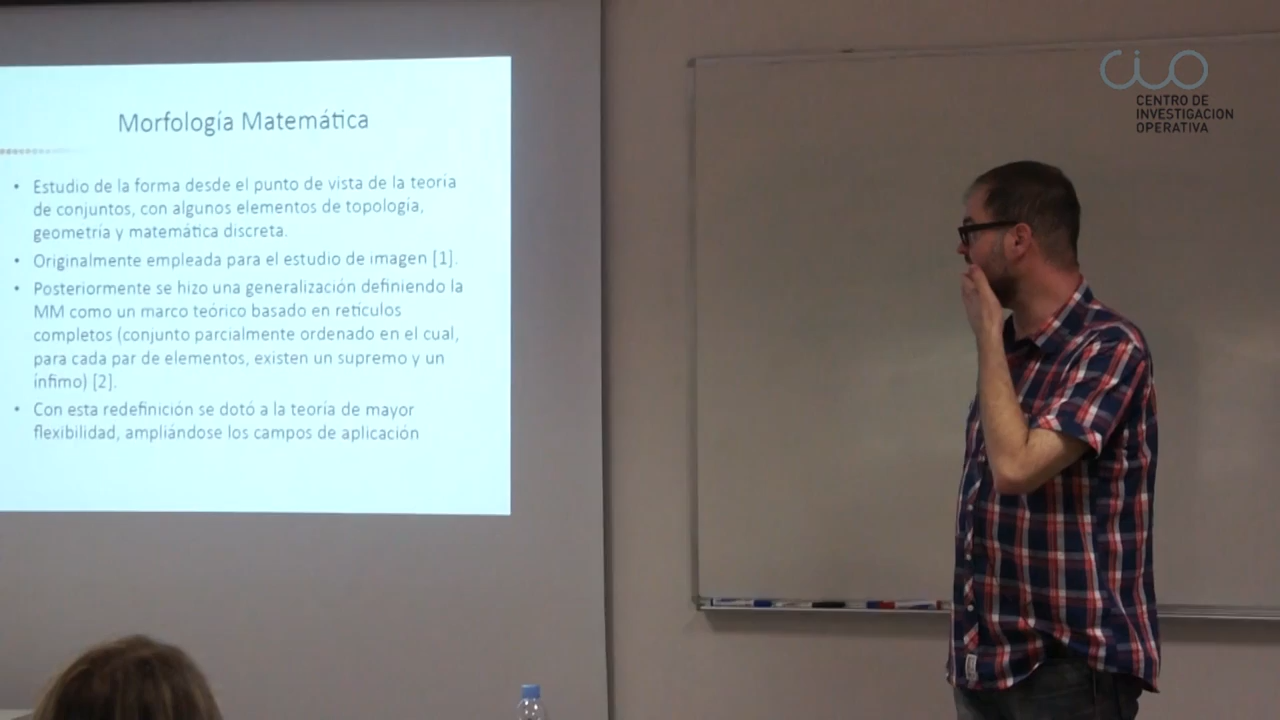 Morfología Matemática
• Estudio de la forma desde el punto de vista de la teoría
de conjuntos, con algunos elementos de topología,
geometría y matemática discreta.
• Originalmente empleada para el estudio de imagen [1].
• Posteriormente se hizo una generalización definiendo la
MM como un marco teórico basado en retículos
completos (conjunto parcialmente ordenado en el cual,
para cada par de elementos, existen un supremo y un
ínfimo) [2].
• Con esta redefinición se dotó a la teoría de mayor
flexibilidad, ampliándose los campos de aplicación
CIO
CENTRO DE
INVESTIGACION
OPERATIVA